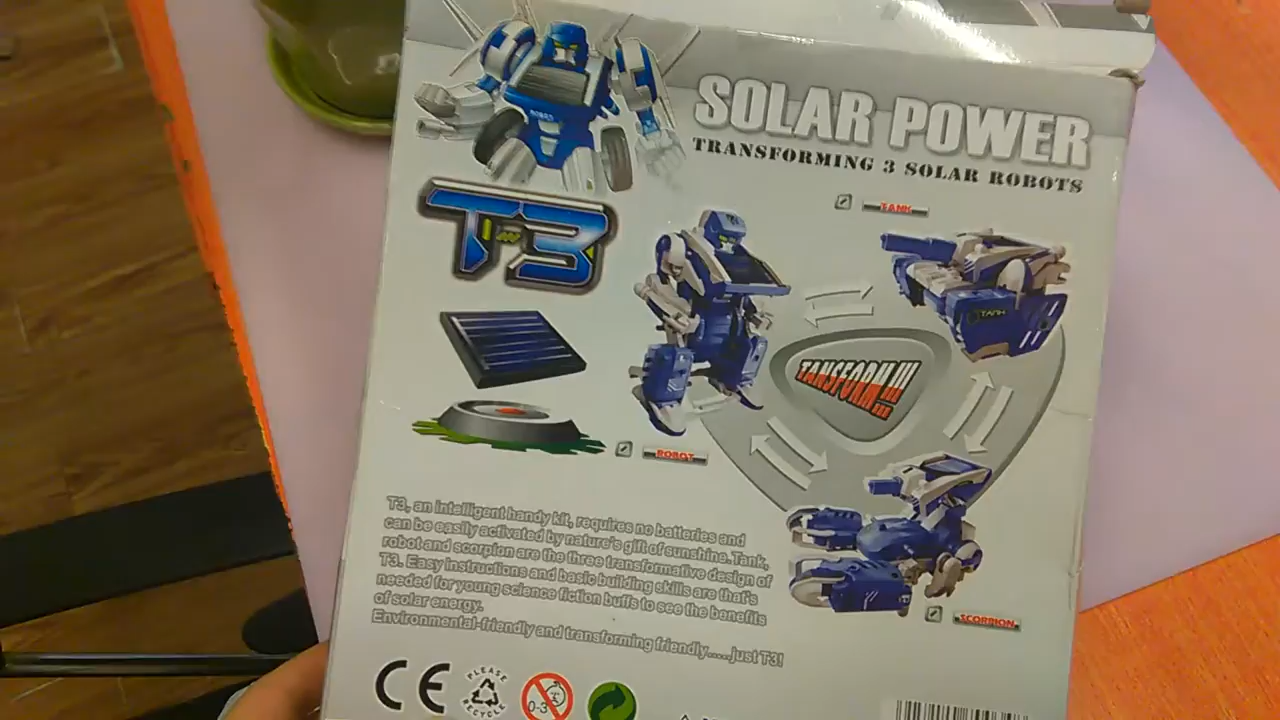 SOLAR POWER
TRANSFORMING 3 SOLAR ROBOTS
T-3
TANK
TANK
TANSFORM!!!
ROBOT
SCORPION
T3, an intelligent handy kit, requires no batteries and
can be easily activated by nature's gift of sunshine. Tank,
robot and scorpion are the three transformative design of
T3. Easy instructions and basic building skills are that's
needed for young science fiction buffs to see the benefits
of solar energy.
Environmental-friendly and transforming friendly.....just T3!
CE
PLEASE
RECYCLE
0-3